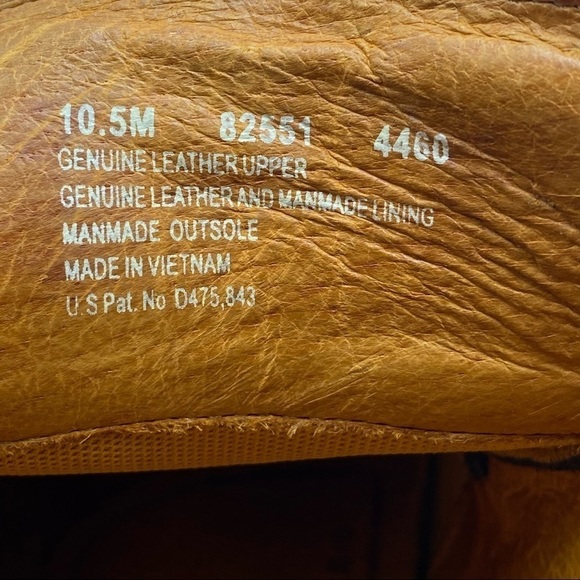 10.5M 82551 4460
GENUINE LEATHER UPPER
GENUINE LEATHER AND MANMADE LINING
MANMADE OUTSOLE
MADE IN VIETNAM
U.S Pat. No D475,843